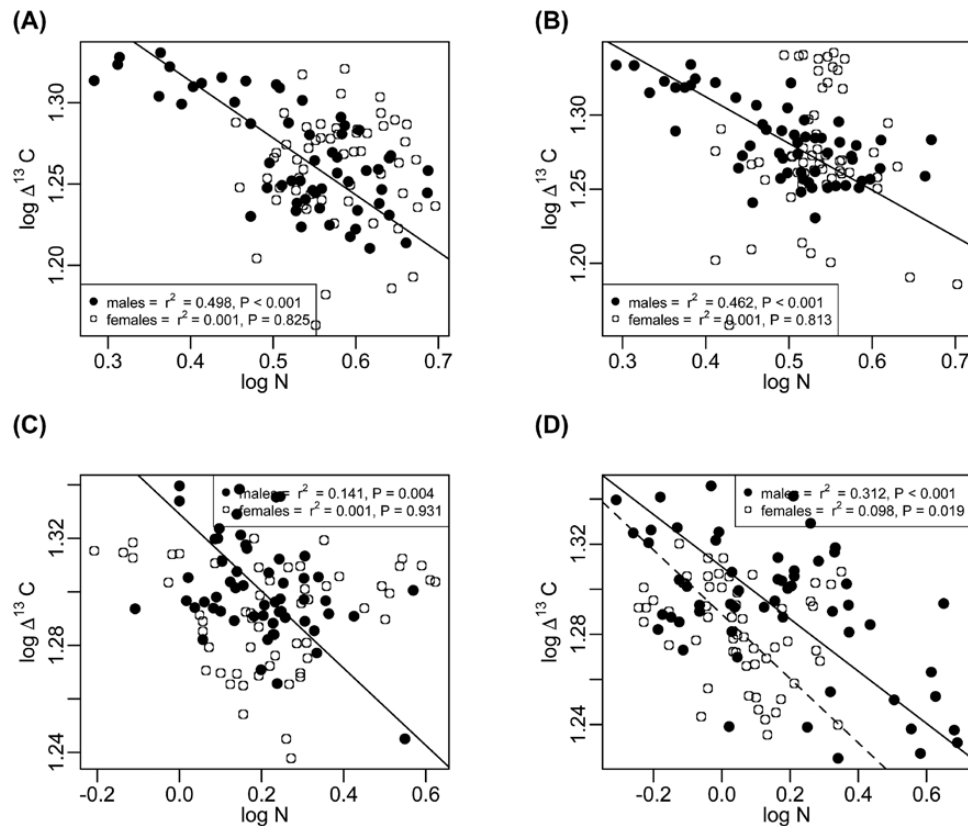 (A)
log Δ¹³ C
1.20 1.25 1.30
males = r² = 0.498, P < 0.001
females = r² = 0.001, P = 0.825
0.3 0.4 0.5 0.6 0.7
log N
(B)
log Δ¹³ C
1.20 1.25 1.30
males = r² = 0.462, P < 0.001
females = r² = 0.001, P = 0.813
0.3 0.4 0.5 0.6 0.7
log N
(C)
log Δ¹³ C
1.24 1.28 1.32
males = r² = 0.141, P = 0.004
females = r² = 0.001, P = 0.931
-0.2 0.0 0.2 0.4 0.6
log N
(D)
log Δ¹³ C
1.24 1.28 1.32
males = r² = 0.312, P < 0.001
females = r² = 0.098, P = 0.019
-0.2 0.0 0.2 0.4 0.6
log N